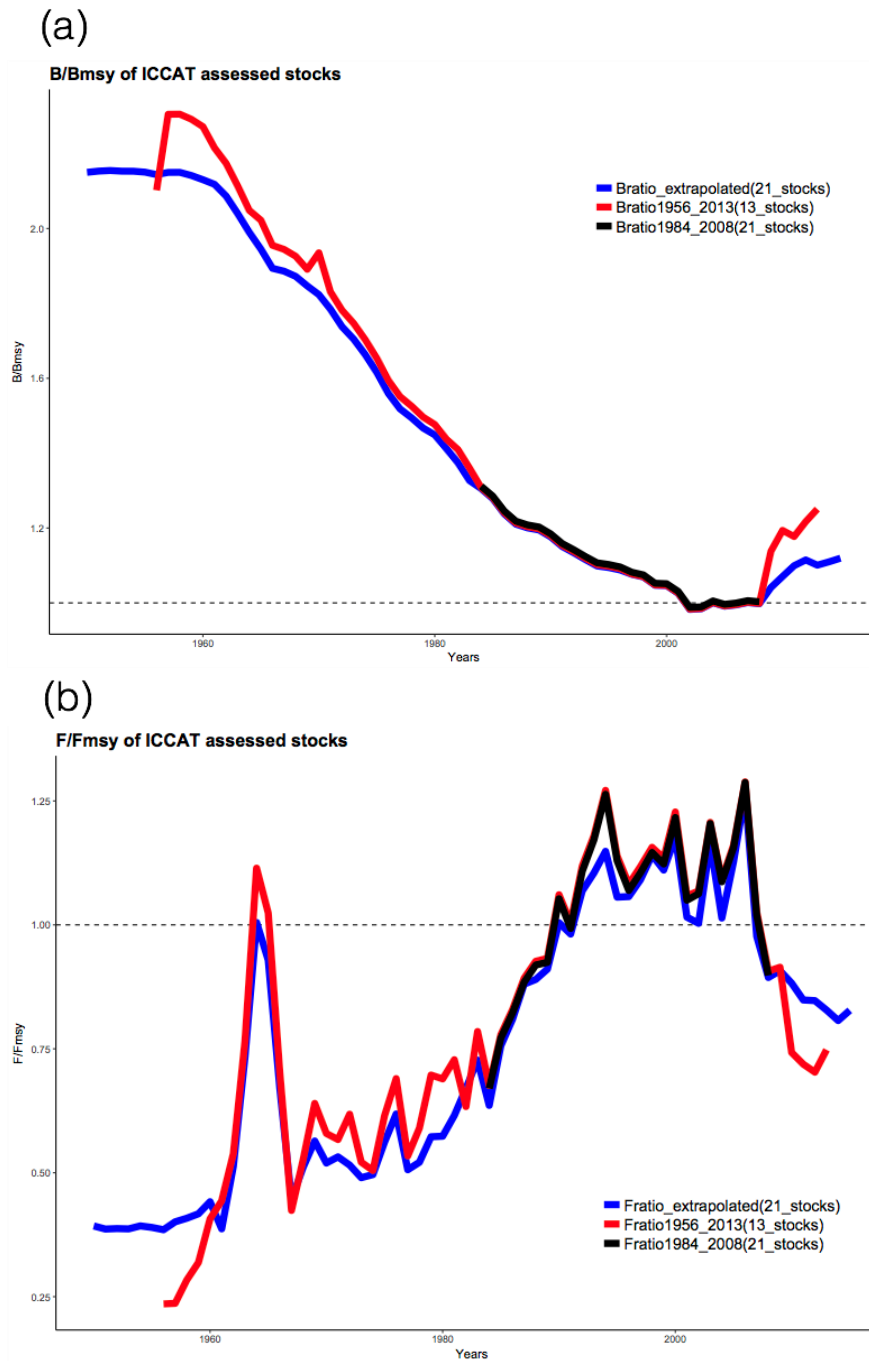 (a)
B/Bmsy of ICCAT assessed stocks
Bratio_extrapolated(21_stocks)
Bratio1956_2013(13_stocks)
Bratio1984_2008(21_stocks)
2.0
1.6
1.2
B/Bmsy
1960
1980
2000
Years
(b)
F/Fmsy of ICCAT assessed stocks
1.25
1.00
0.75
0.50
0.25
F/Fmsy
Fratio_extrapolated(21_stocks)
Fratio1956_2013(13_stocks)
Fratio1984_2008(21_stocks)
1960
1980
2000
Years